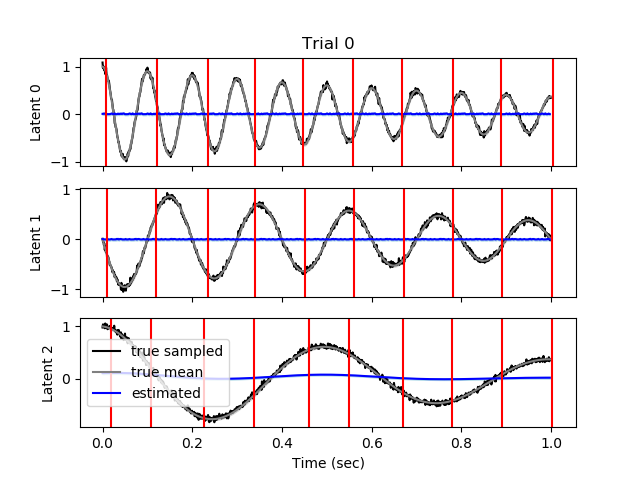 Trial 0
Latent 0
1
0
−1
Latent 1
1
0
−1
Latent 2
1
0
true sampled
true mean
estimated
0.0 0.2 0.4 0.6 0.8 1.0
Time (sec)